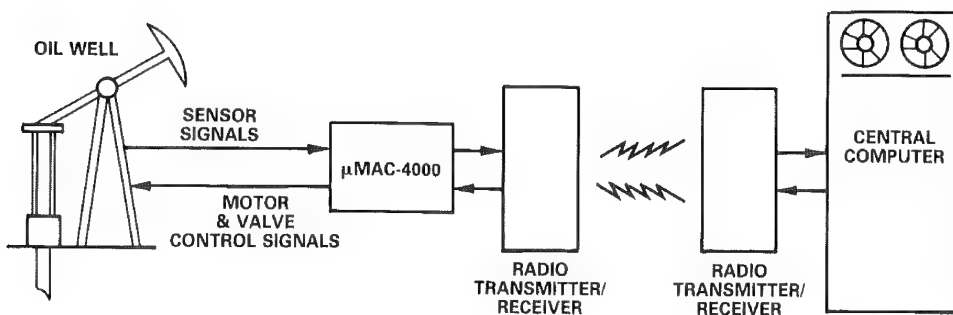 OIL WELL
SENSOR
SIGNALS
MOTOR
& VALVE
CONTROL SIGNALS
μMAC-4000
RADIO
TRANSMITTER/
RECEIVER
RADIO
TRANSMITTER/
RECEIVER
CENTRAL
COMPUTER